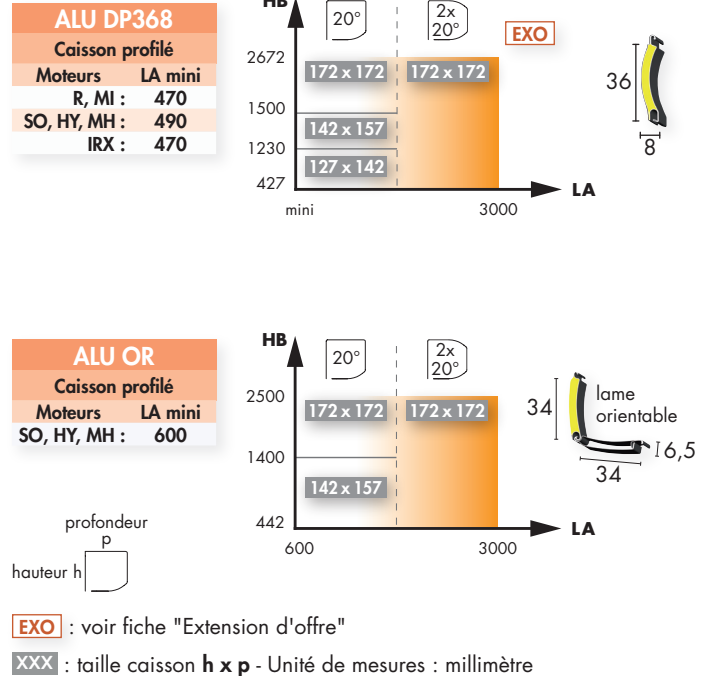 ALU DP368
Caisson profilé
Moteurs LA mini
R, MI : 470
SO, HY, MH : 490
IRX : 470
HB
20°
2x
20°
EXO
2672
172 x 172 172 x 172
1500
142 x 157
1230
127 x 142
427
LA
mini 3000
36
8
ALU OR
Caisson profilé
Moteurs LA mini
SO, HY, MH : 600
HB
20°
2x
20°
2500
172 x 172 172 x 172
1400
142 x 157
442
LA
600 3000
34
lame
orientable
6,5
34
profondeur
p
hauteur h
EXO : voir fiche "Extension d'offre"
XXX : taille caisson h x p - Unité de mesures : millimètre